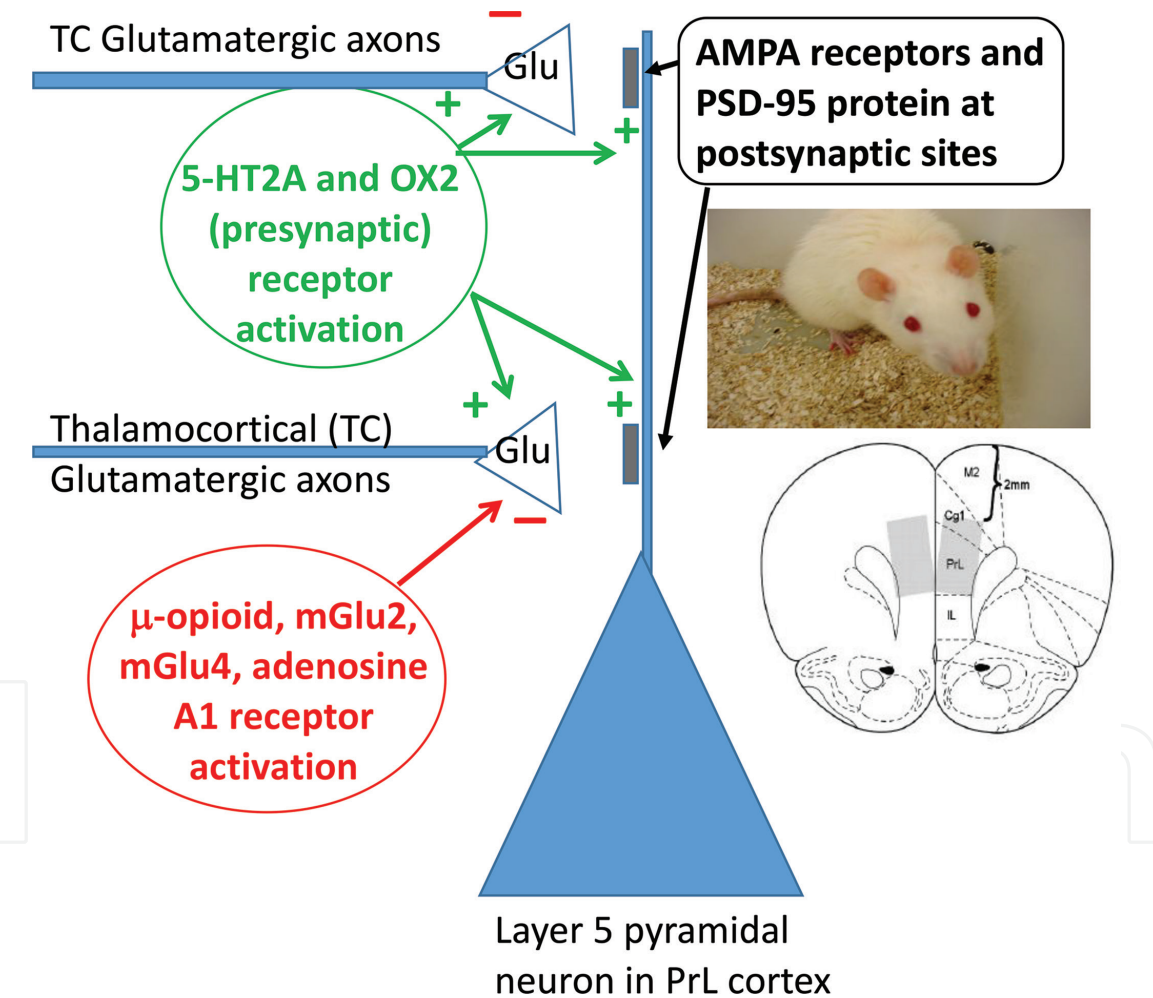 TC Glutamatergic axons
–
Glu
+
+
AMPA receptors and
PSD-95 protein at
postsynaptic sites
5-HT2A and OX2
(presynaptic)
receptor
activation
+
+
Thalamocortical (TC)
Glutamatergic axons
Glu
–
μ-opioid, mGlu2,
mGlu4, adenosine
A1 receptor
activation
M2
2mm
Cg1
PrL
IL
Layer 5 pyramidal
neuron in PrL cortex